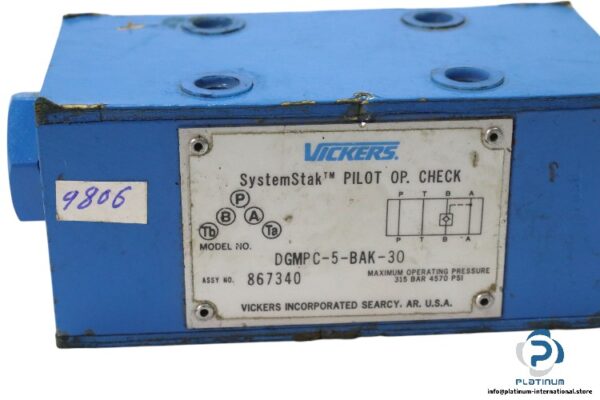 VICKERS.
SystemStak™ PILOT OP. CHECK
P
B A
Tb Ta
P T B A
P T B A
MODEL NO. DGMPC-5-BAK-30
ASSY NO. 867340
MAXIMUM OPERATING PRESSURE
315 BAR 4570 PSI
VICKERS INCORPORATED SEARCY, AR. U.S.A.
9806
PLATINUM
http://platinum-international.store